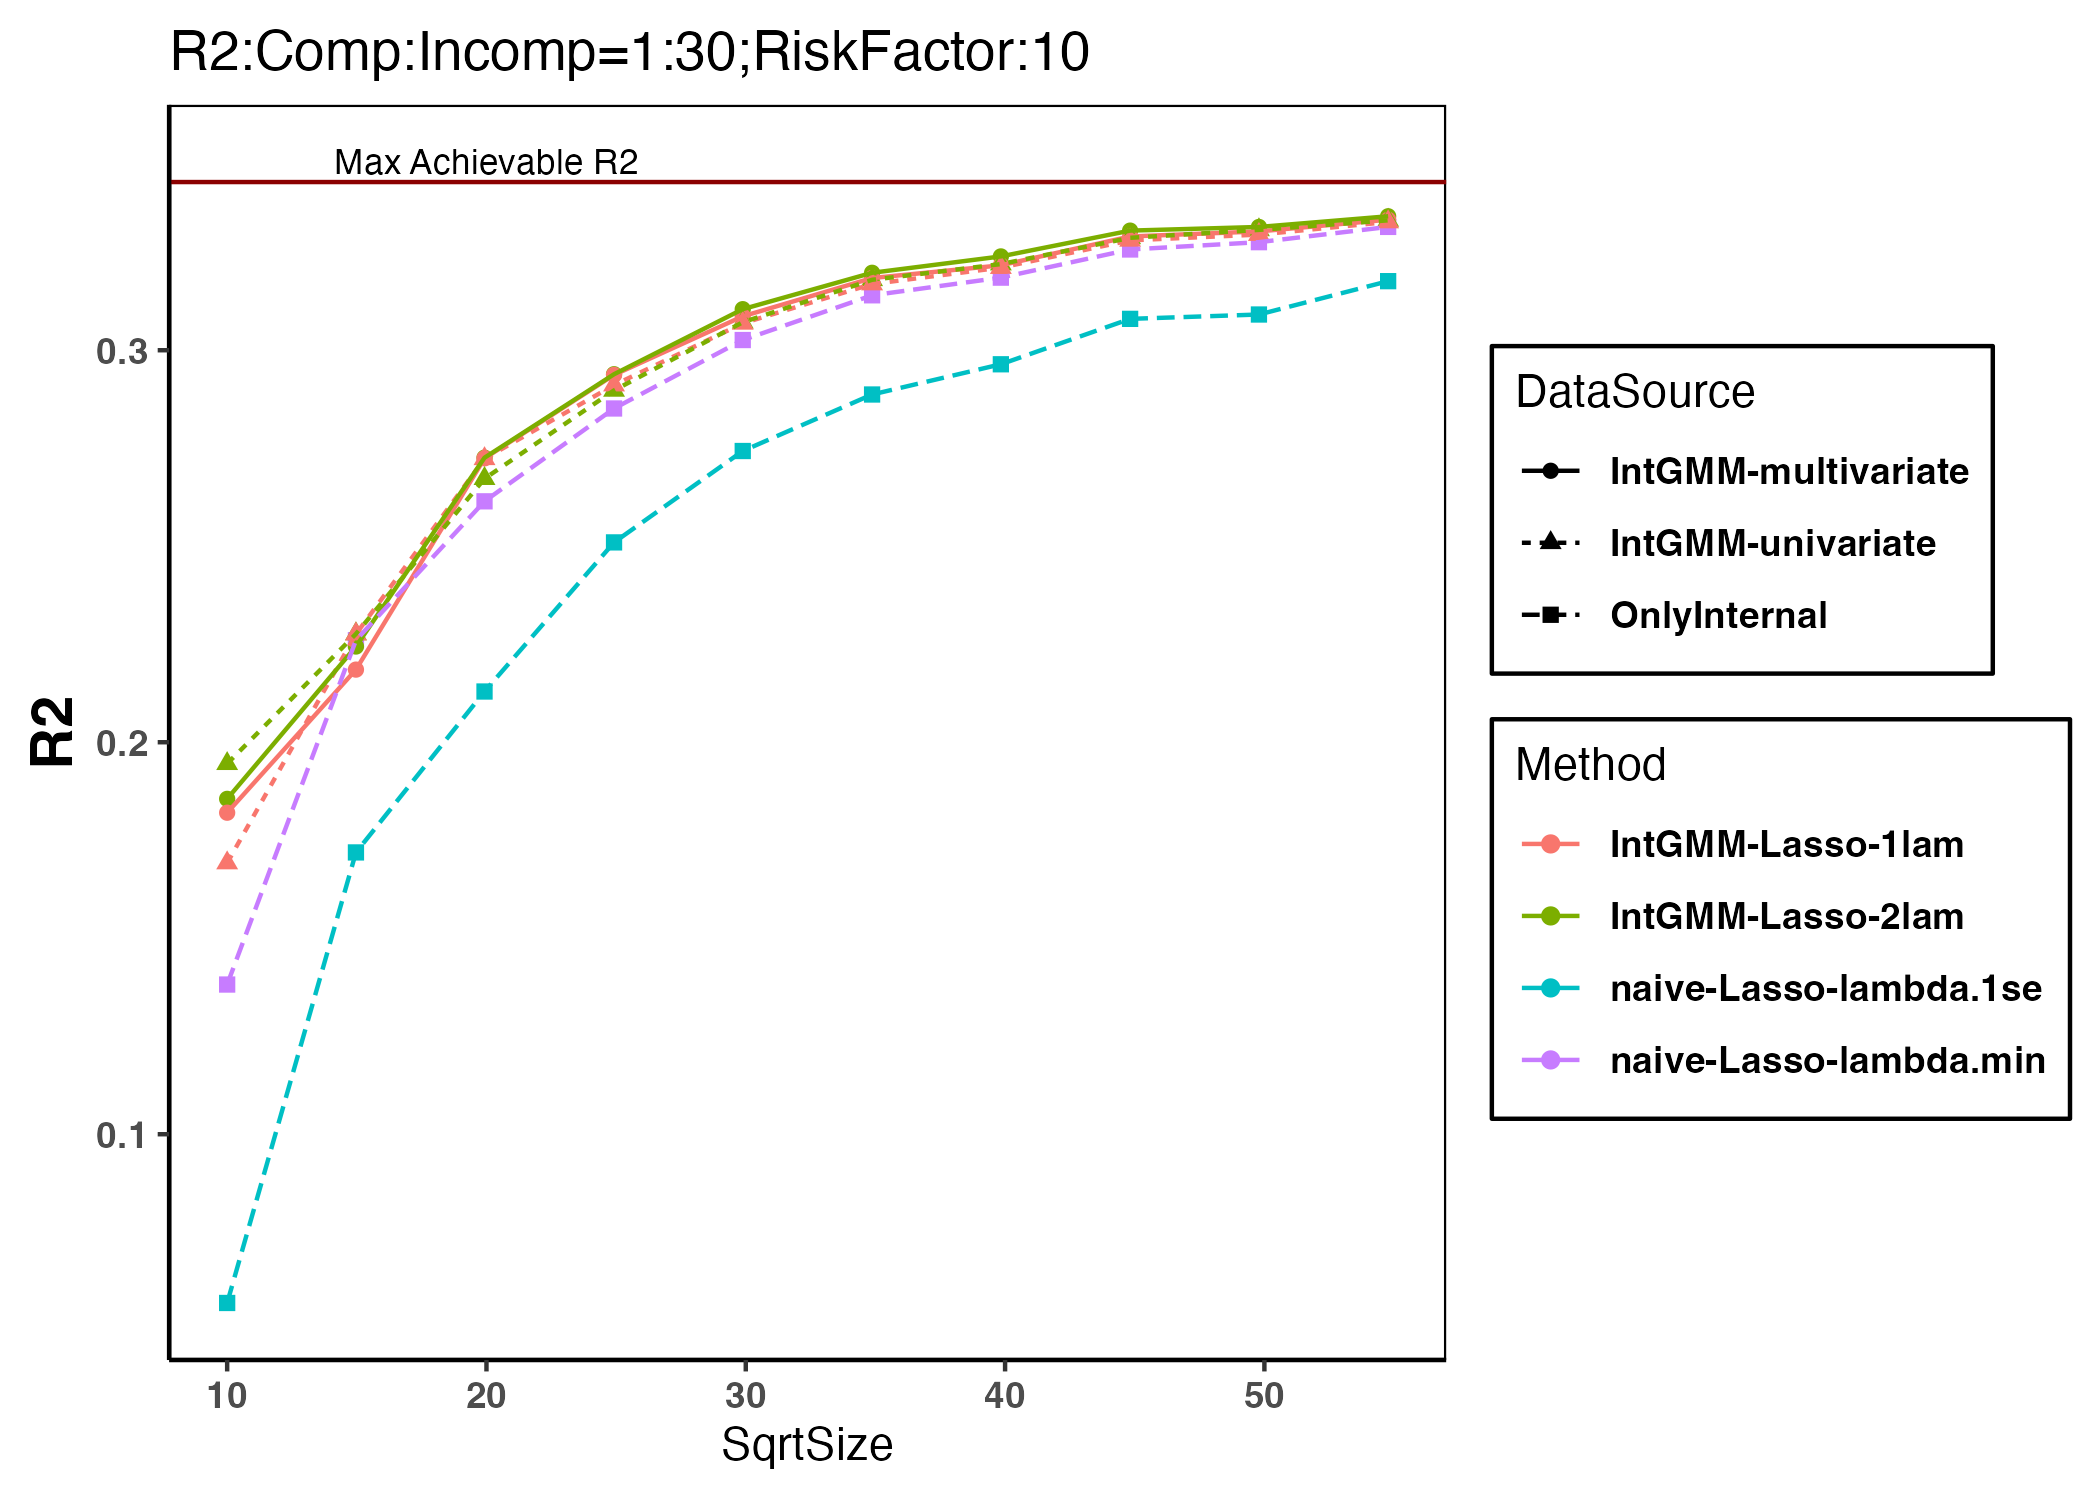 R2:Comp:Incomp=1:30;RiskFactor:10
Max Achievable R2
0.3
0.2
0.1
R2
10 20 30 40 50
SqrtSize
DataSource
IntGMM-multivariate
IntGMM-univariate
OnlyInternal
Method
IntGMM-Lasso-1lam
IntGMM-Lasso-2lam
naive-Lasso-lambda.1se
naive-Lasso-lambda.min